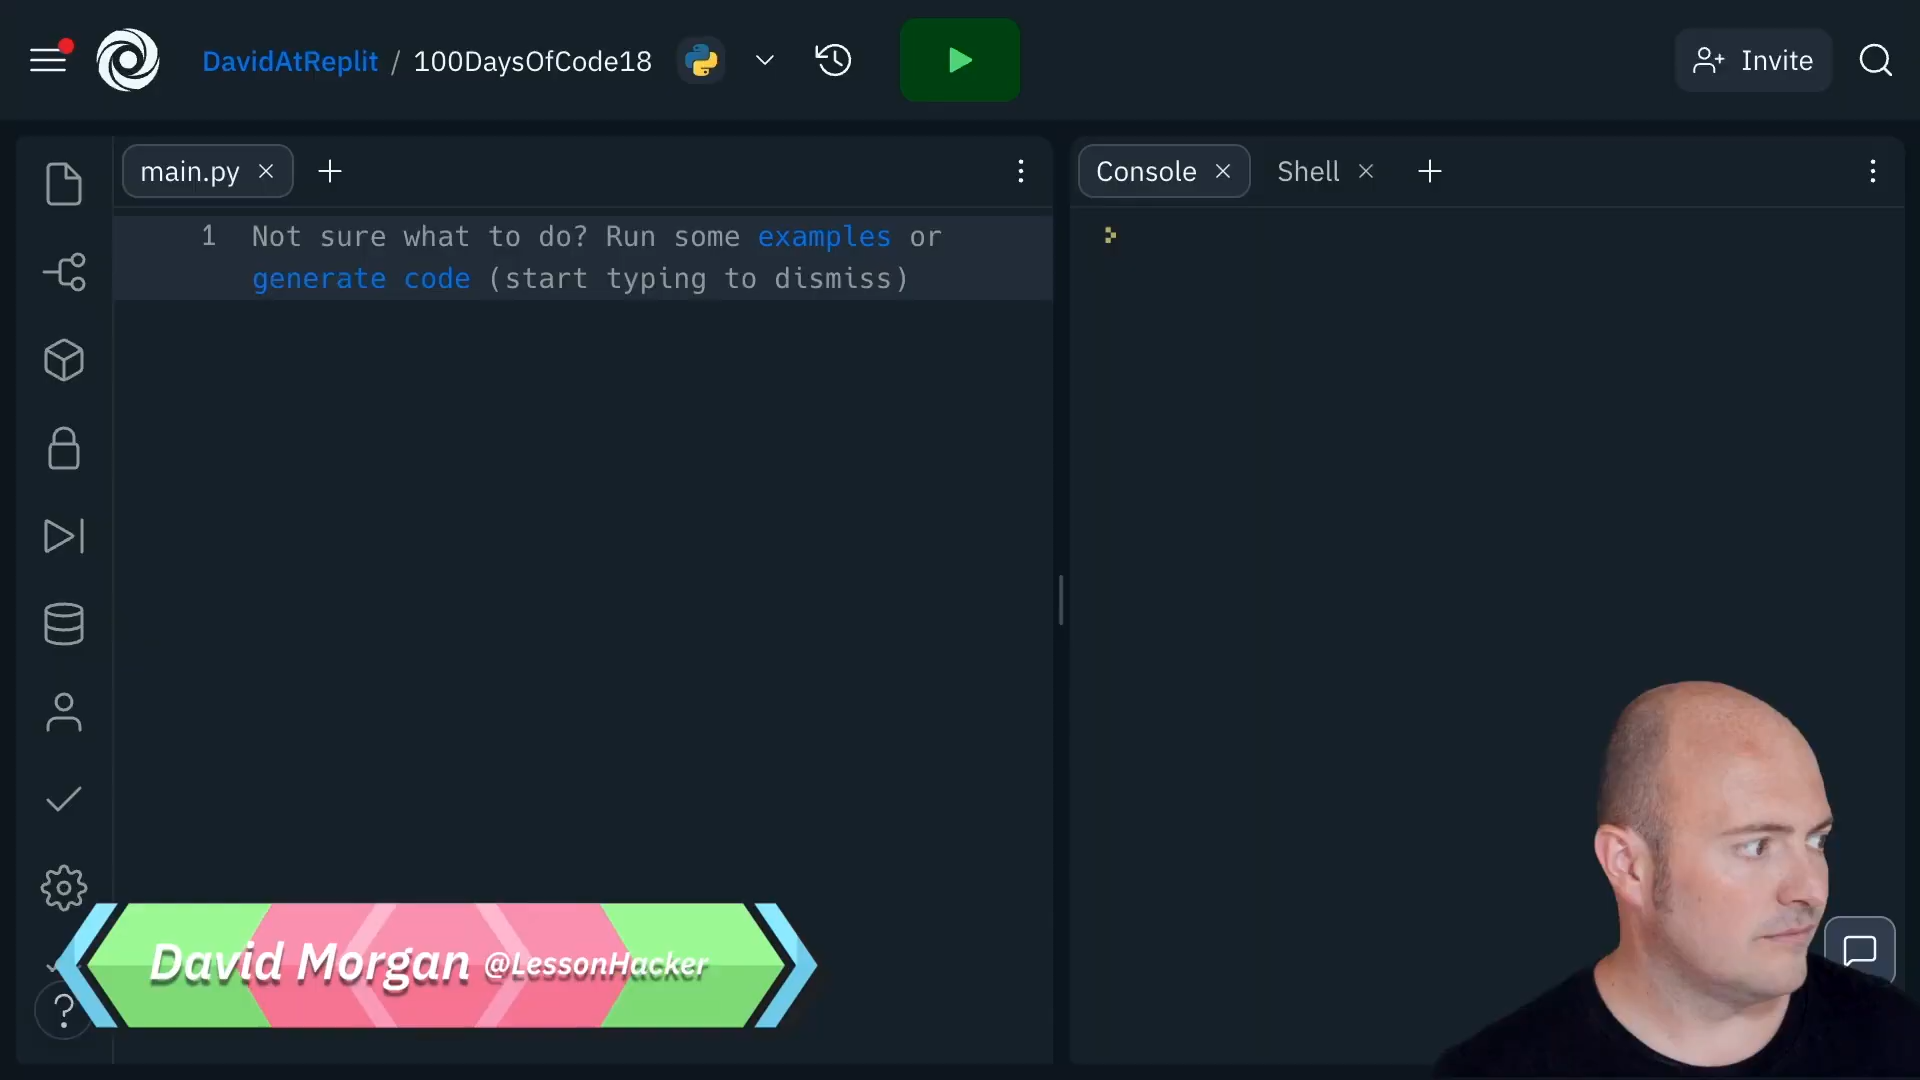 DavidAtReplit / 100DaysOfCode18
Invite
main.py
Console
Shell
1 Not sure what to do? Run some examples or
generate code (start typing to dismiss)
David Morgan @LessonHacker
?